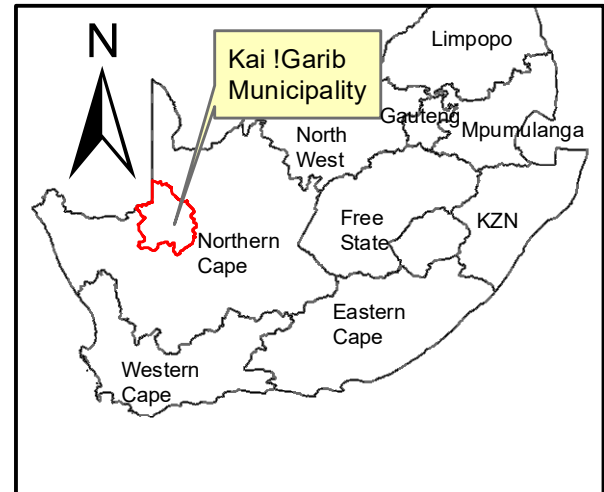 N
Kai !Garib
Municipality
Limpopo
Gauteng
Mpumulanga
North
West
Free
State
KZN
Northern
Cape
Eastern
Cape
Western
Cape